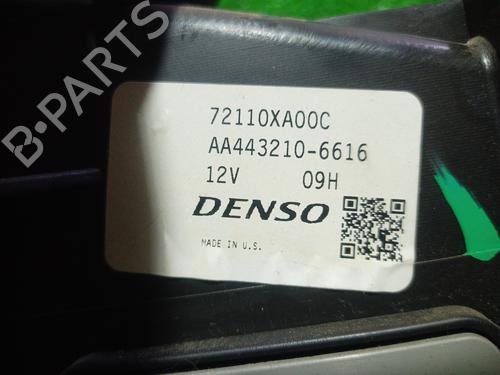 B-PARTS
72110XA00C
AA443210-6616
12V 09H
DENSO
MADE IN U.S.